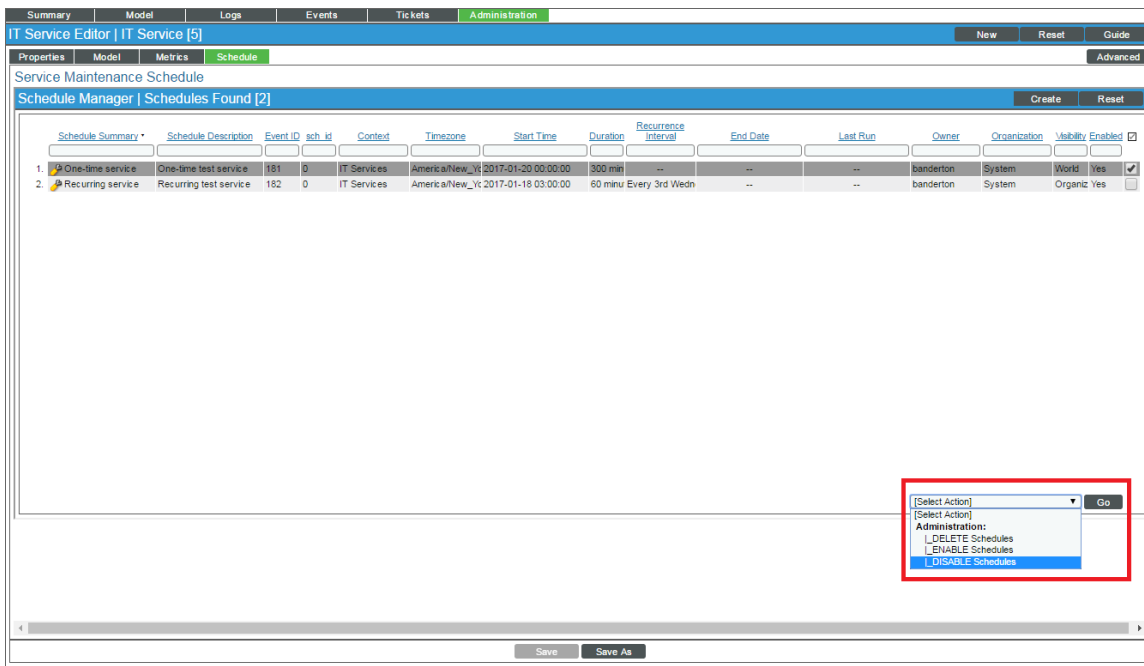 Summary Model Logs Events Tickets Administration
IT Service Editor | IT Service [5] New Reset Guide
Properties Model Metrics Schedule Advanced
Service Maintenance Schedule
Schedule Manager | Schedules Found [2] Create Reset
Schedule Summary Schedule Description Event ID sch_id Context Timezone Start Time Duration Recurrence Interval End Date Last Run Owner Organization Visibility Enabled
1. One-time service One-time test service 181 0 IT Services America/New_Yo 2017-01-20 00:00:00 300 min -- -- -- banderton System World Yes
2. Recurring service Recurring test service 182 0 IT Services America/New_Yo 2017-01-18 03:00:00 60 minu Every 3rd Wedn -- -- banderton System Organiz Yes
[Select Action] Go
[Select Action]
Administration:
|_DELETE Schedules
|_ENABLE Schedules
|_DISABLE Schedules
Save Save As